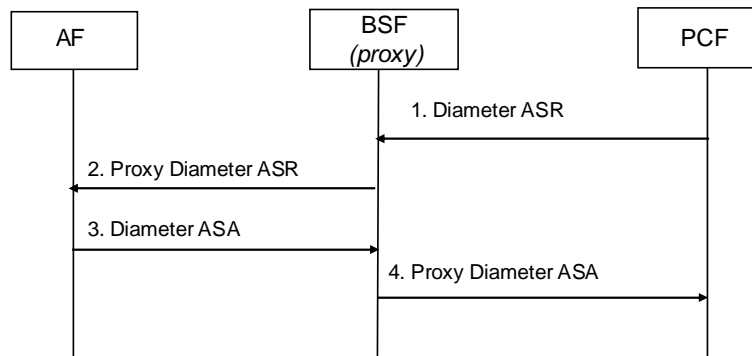 AF
BSF
(proxy)
PCF
1. Diameter ASR
2. Proxy Diameter ASR
3. Diameter ASA
4. Proxy Diameter ASA